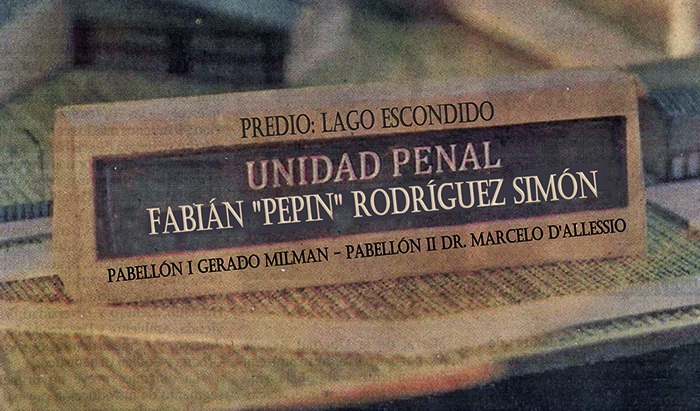 PREDIO: LAGO ESCONDIDO
UNIDAD PENAL
FABIÁN "PEPIN" RODRÍGUEZ SIMÓN
PABELLÓN I GERADO MILMAN - PABELLÓN II DR. MARCELO D'ALLESSIO